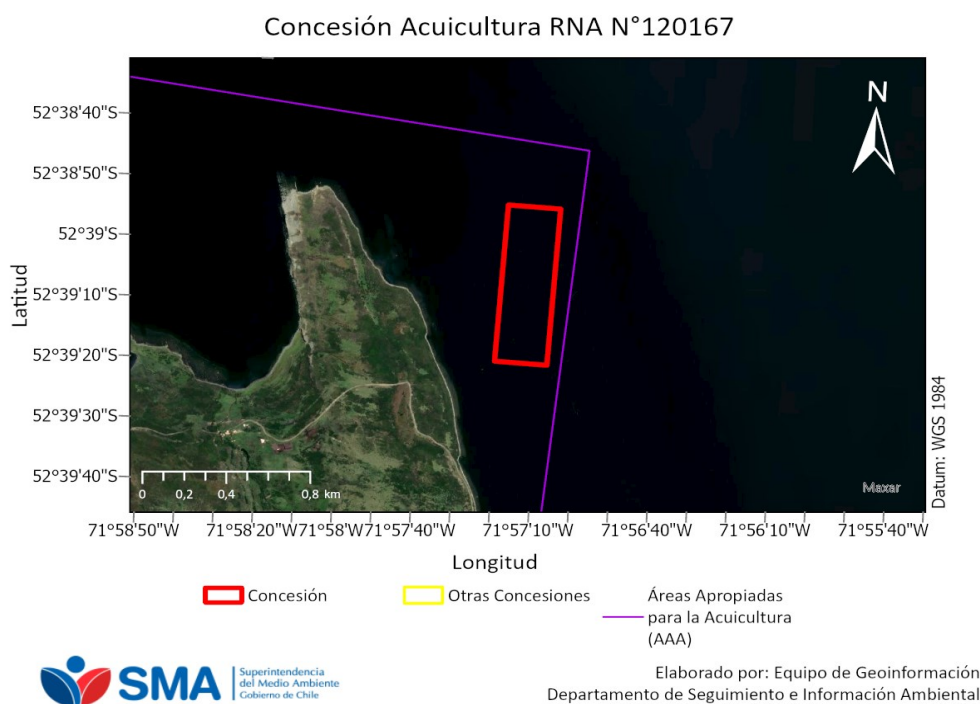 Concesión Acuicultura RNA N°120167
N
52°38'40"S
52°38'50"S
52°39'S
52°39'10"S
52°39'20"S
52°39'30"S
52°39'40"S
Latitud
0 0,2 0,4 0,8 km
Maxar
Datum: WGS 1984
71°58'50"W 71°58'20"W 71°58'W 71°57'40"W 71°57'10"W 71°56'40"W 71°56'10"W 71°55'40"W
Longitud
Concesión
Otras Concesiones
Áreas Apropiadas
para la Acuicultura
(AAA)
SMA
Superintendencia
del Medio Ambiente
Gobierno de Chile
Elaborado por: Equipo de Geoinformación
Departamento de Seguimiento e Información Ambiental